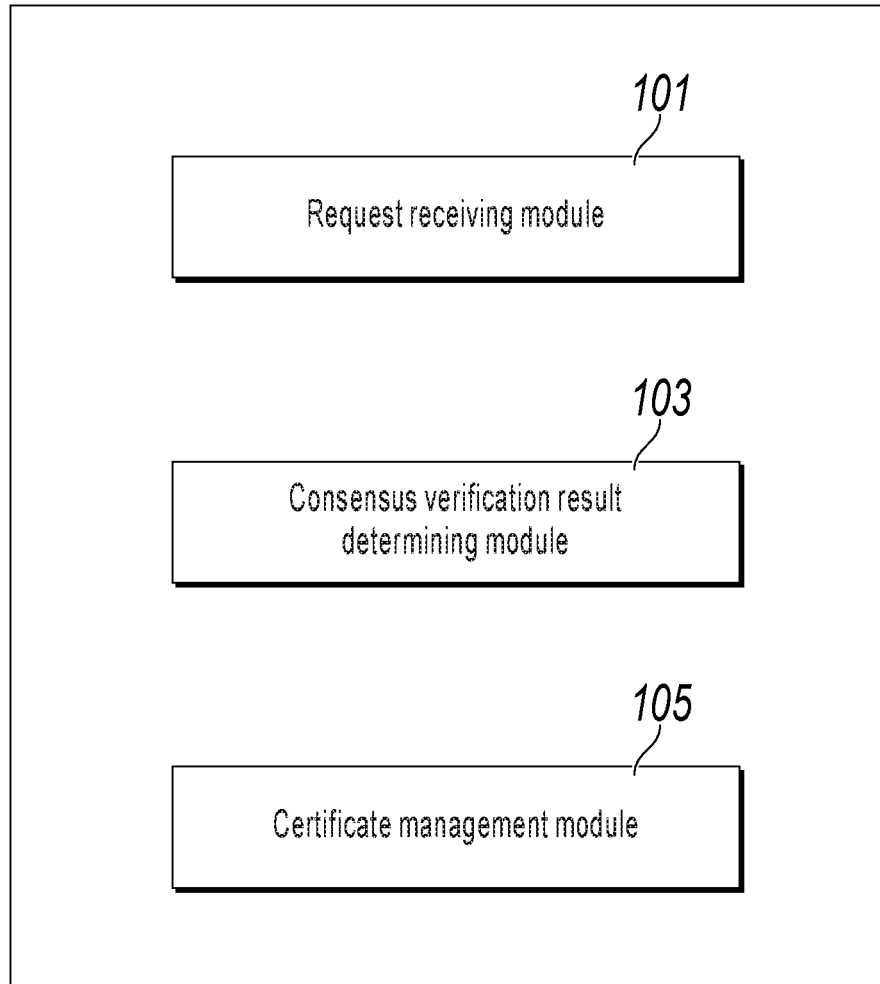 101
Request receiving module
103
Consensus verification result
determining module
105
Certificate management module